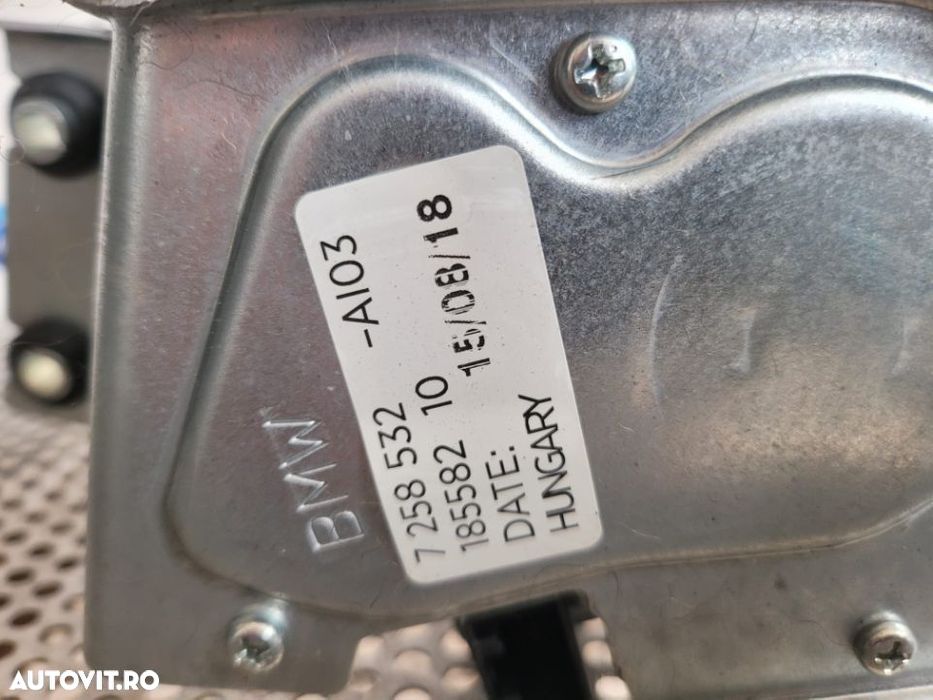 BMW
7 258 532 -AI03
185582 10
DATE: 15/08/18
HUNGARY
AUTOVIT.RO